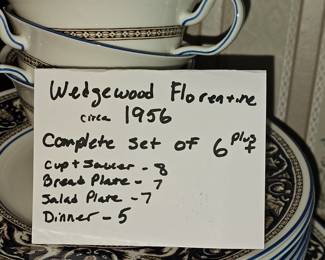 Wedgewood Florentine
circa 1956
Complete set of 6 plus +
Cup + Saucer - 8
Bread Plate - 7
Salad Plate - 7
Dinner - 5